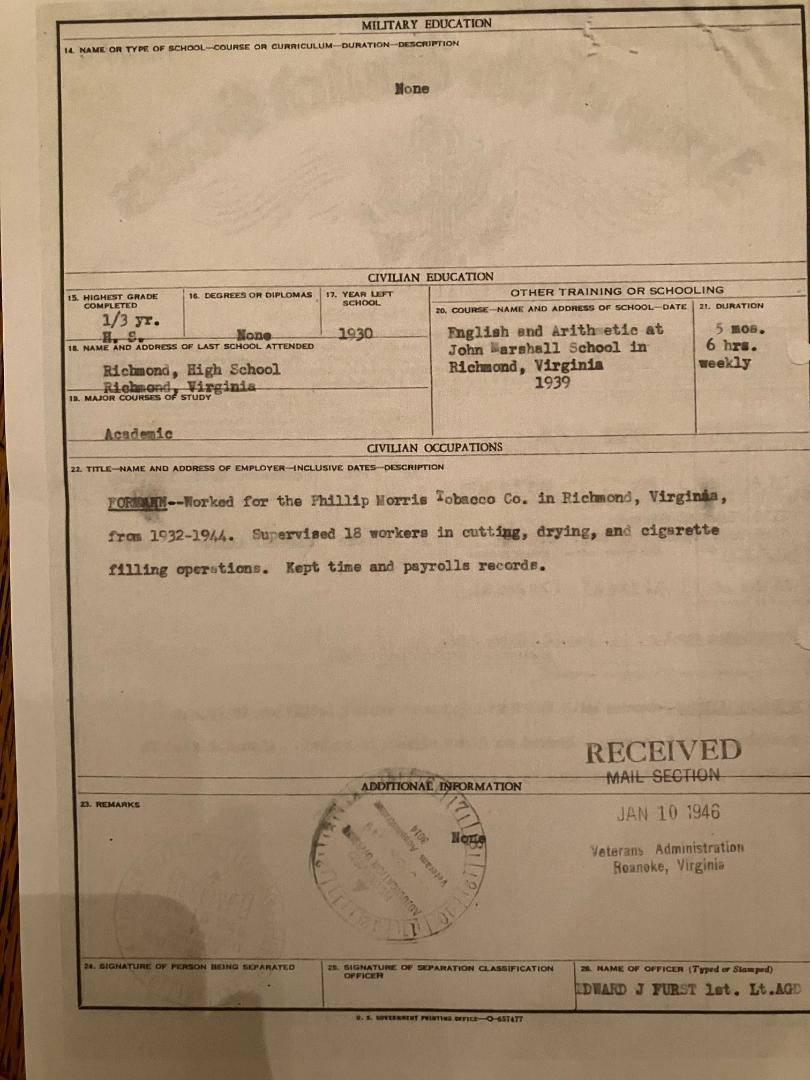 MILITARY EDUCATION
14. NAME OR TYPE OF SCHOOL—COURSE OR CURRICULUM—DURATION—DESCRIPTION
None
CIVILIAN EDUCATION
15. HIGHEST GRADE COMPLETED
1/3 yr.
H. S.
16. DEGREES OR DIPLOMAS
None
17. YEAR LEFT SCHOOL
1930
OTHER TRAINING OR SCHOOLING
20. COURSE—NAME AND ADDRESS OF SCHOOL—DATE
English and Arith etic at
John Marshall School in
Richmond, Virginia
1939
21. DURATION
5 mos.
6 hrs.
weekly
18. NAME AND ADDRESS OF LAST SCHOOL ATTENDED
Richmond, High School
Richmond, Virginia
19. MAJOR COURSES OF STUDY
Academic
CIVILIAN OCCUPATIONS
22. TITLE—NAME AND ADDRESS OF EMPLOYER—INCLUSIVE DATES—DESCRIPTION
--Worked for the Phillip Morris Tobacco Co. in Richmond, Virginia,
from 1932-1944. Supervised 18 workers in cutting, drying, and cigarette
filling operations. Kept time and payrolls records.
RECEIVED
MAIL SECTION
JAN 10 1946
Veterans Administration
Roanoke, Virginia
ADDITIONAL INFORMATION
23. REMARKS
None
24. SIGNATURE OF PERSON BEING SEPARATED
25. SIGNATURE OF SEPARATION CLASSIFICATION OFFICER
26. NAME OF OFFICER (Typed or Stamped)
EDWARD J FURST 1st. Lt.AGD
U. S. GOVERNMENT PRINTING OFFICE—O-657477